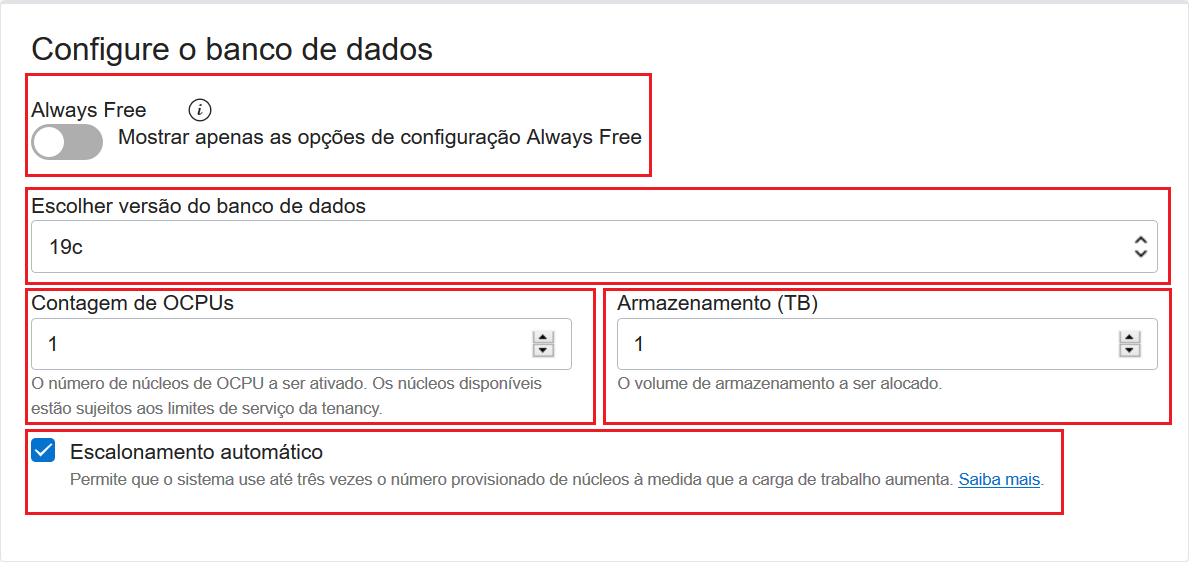 Configure o banco de dados
Always Free
Mostrar apenas as opções de configuração Always Free
Escolher versão do banco de dados
19c
Contagem de OCPUs
1
O número de núcleos de OCPU a ser ativado. Os núcleos disponíveis
estão sujeitos aos limites de serviço da tenancy.
Armazenamento (TB)
1
O volume de armazenamento a ser alocado.
Escalonamento automático
Permite que o sistema use até três vezes o número provisionado de núcleos à medida que a carga de trabalho aumenta. Saiba mais.